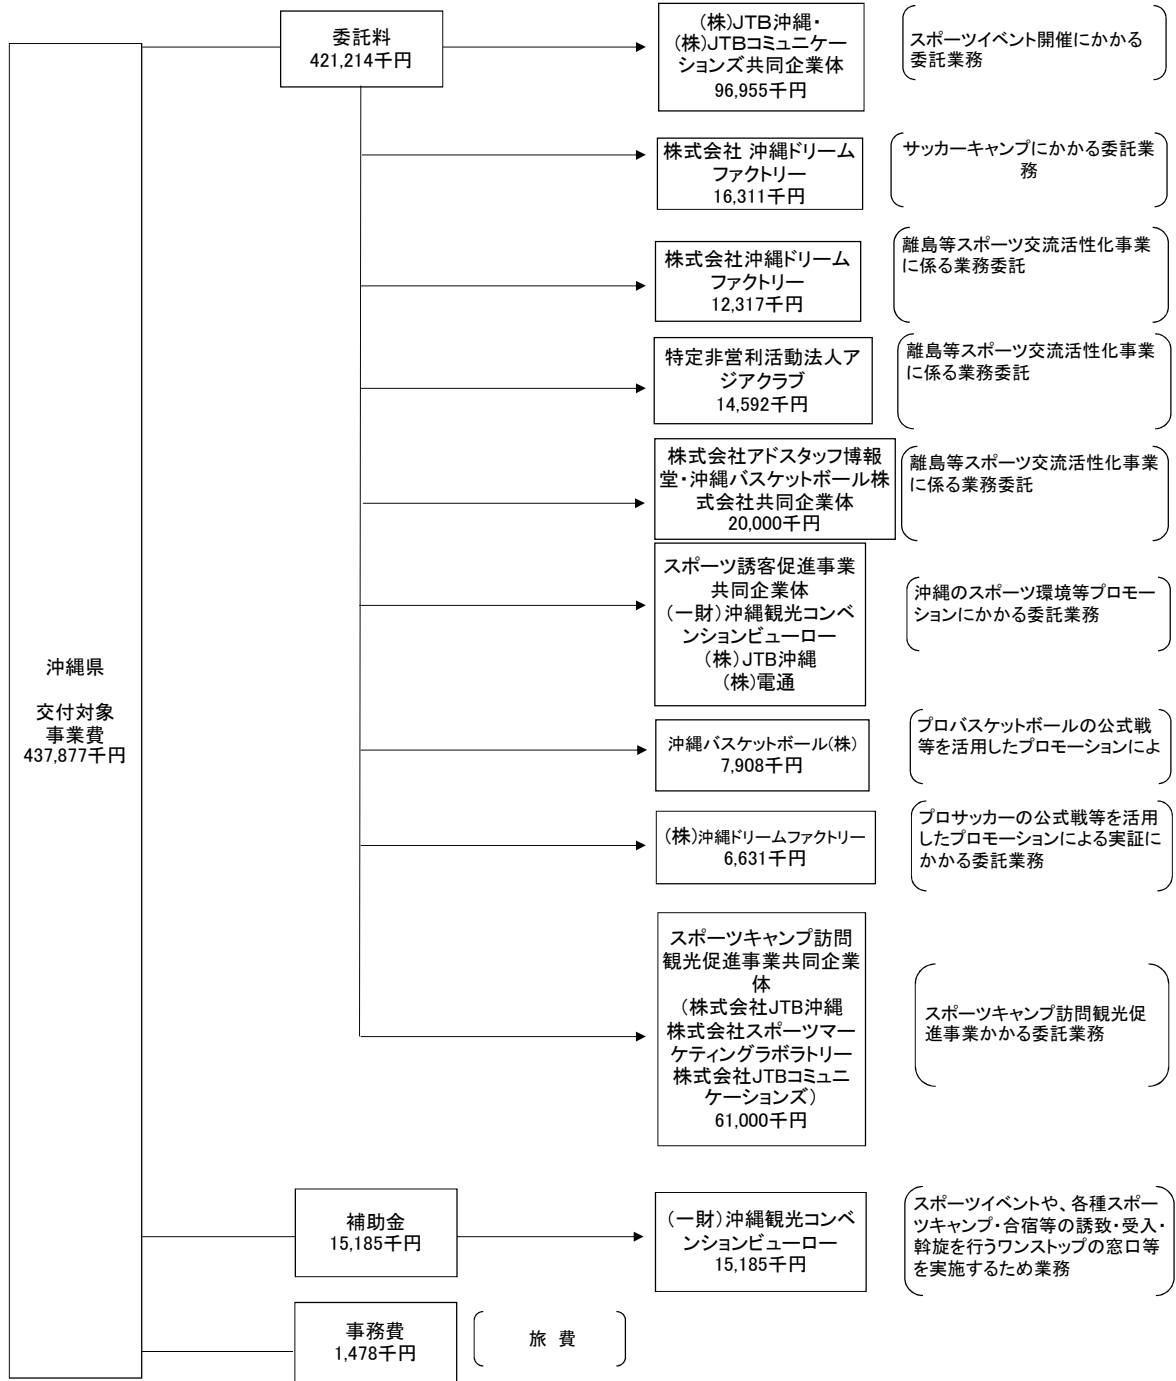 沖縄県
交付対象
事業費
437,877千円
委託料
421,214千円
(株)JTB沖縄・
(株)JTBコミュニケー
ションズ共同企業体
96,955千円
スポーツイベント開催にかかる
委託業務
株式会社 沖縄ドリーム
ファクトリー
16,311千円
サッカーキャンプにかかる委託業
務
株式会社沖縄ドリーム
ファクトリー
12,317千円
離島等スポーツ交流活性化事業
に係る業務委託
特定非営利活動法人ア
ジアクラブ
14,592千円
離島等スポーツ交流活性化事業
に係る業務委託
株式会社アドスタッフ博報
堂・沖縄バスケットボール株
式会社共同企業体
20,000千円
離島等スポーツ交流活性化事業
に係る業務委託
スポーツ誘客促進事業
共同企業体
(一財)沖縄観光コンベ
ンションビューロー
(株)JTB沖縄
(株)電通
沖縄のスポーツ環境等プロモー
ションにかかる委託業務
沖縄バスケットボール(株)
7,908千円
プロバスケットボールの公式戦
等を活用したプロモーションによ
(株)沖縄ドリームファクトリー
6,631千円
プロサッカーの公式戦等を活用
したプロモーションによる実証に
かかる委託業務
スポーツキャンプ訪問
観光促進事業共同企業
体
(株式会社JTB沖縄
株式会社スポーツマー
ケティングラボラトリー
株式会社JTBコミュニ
ケーションズ)
61,000千円
スポーツキャンプ訪問観光促
進事業かかる委託業務
補助金
15,185千円
(一財)沖縄観光コンベ
ンションビューロー
15,185千円
スポーツイベントや、各種スポー
ツキャンプ・合宿等の誘致・受入・
斡旋を行うワンストップの窓口等
を実施するため業務
事務費
1,478千円
旅 費